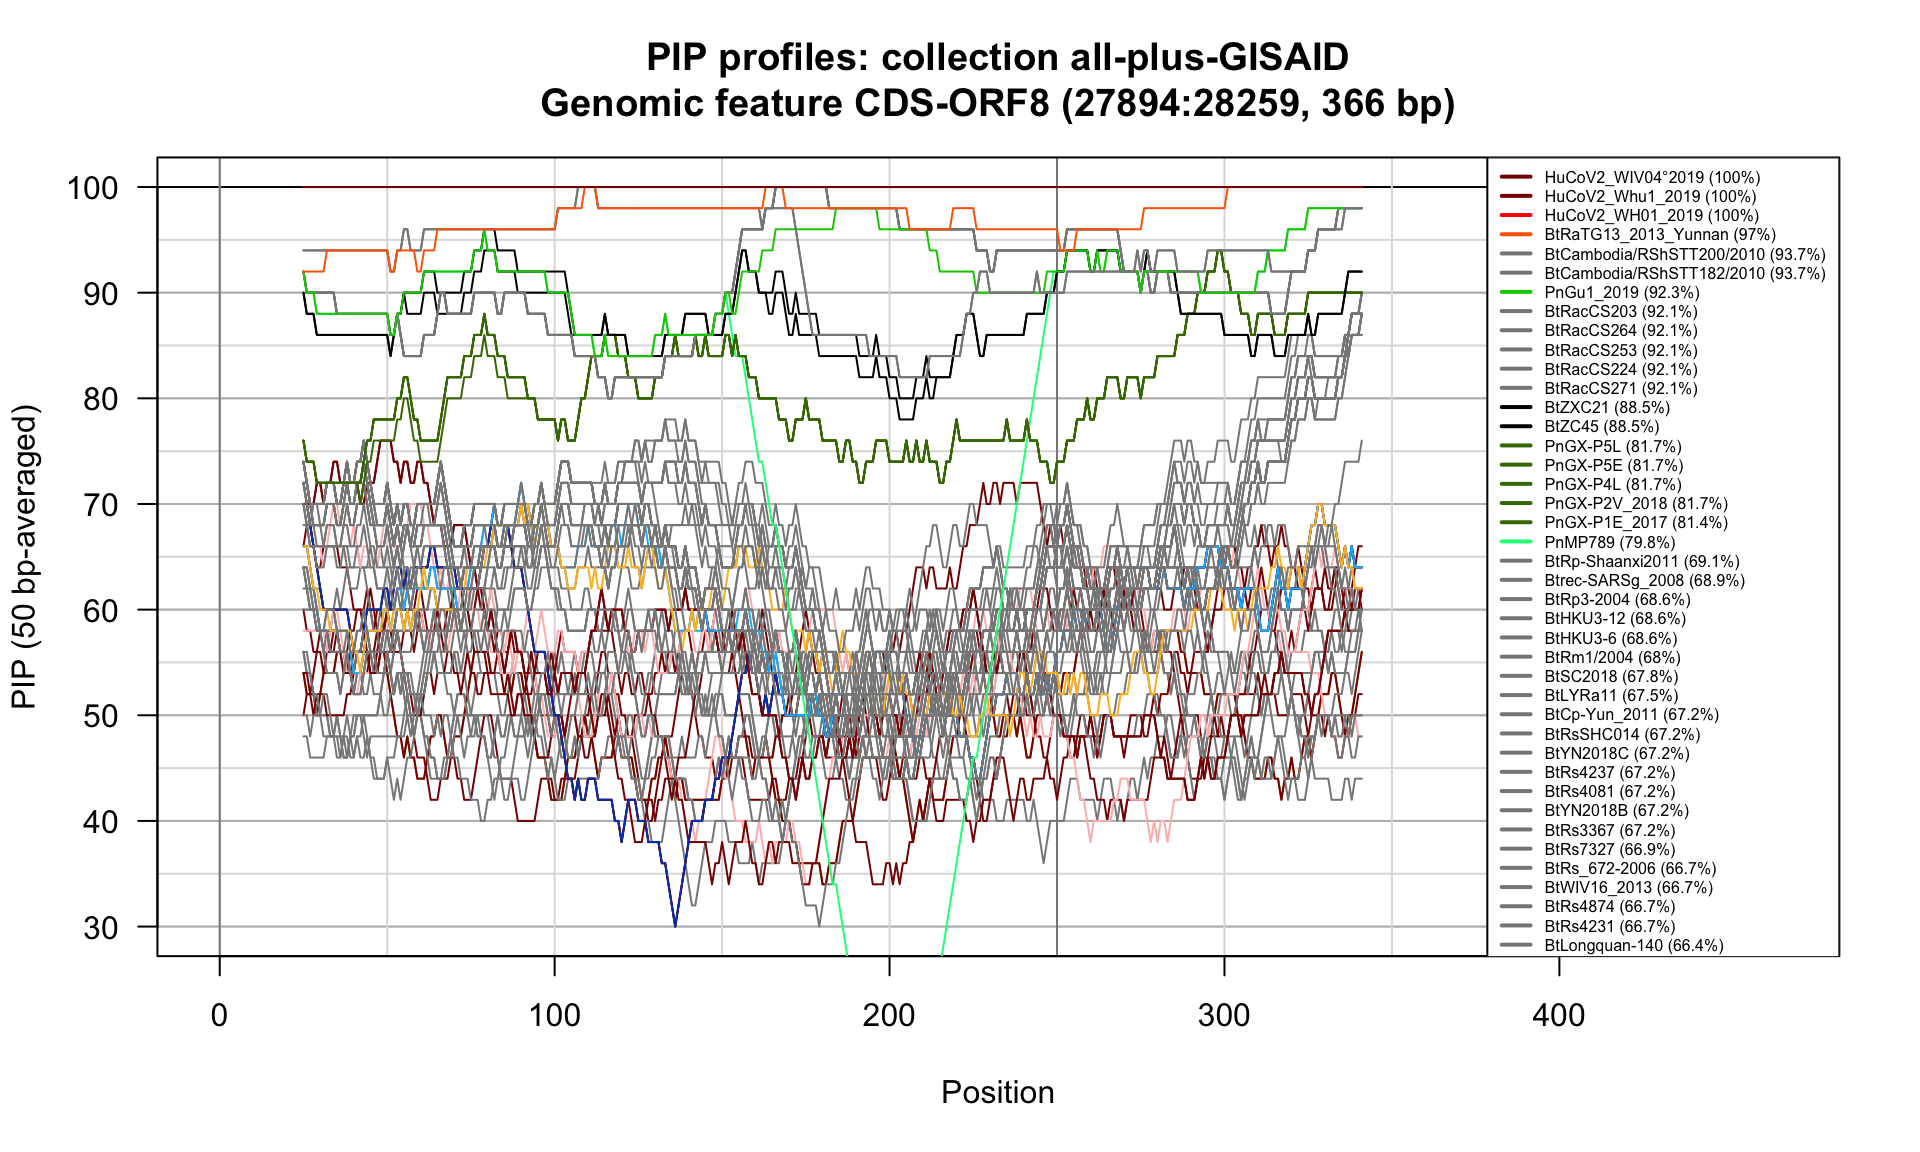 PIP profiles: collection all-plus-GISAID
Genomic feature CDS-ORF8 (27894:28259, 366 bp)
PIP (50 bp-averaged)
100
90
80
70
60
50
40
30
0
100
200
300
400
Position
HuCoV2_WIV04°2019 (100%)
HuCoV2_Whu1_2019 (100%)
HuCoV2_WH01_2019 (100%)
BtRaTG13_2013_Yunnan (97%)
BtCambodia/RShSTT200/2010 (93.7%)
BtCambodia/RShSTT182/2010 (93.7%)
PnGu1_2019 (92.3%)
BtRacCS203 (92.1%)
BtRacCS264 (92.1%)
BtRacCS253 (92.1%)
BtRacCS224 (92.1%)
BtRacCS271 (92.1%)
BtZXC21 (88.5%)
BtZC45 (88.5%)
PnGX-P5L (81.7%)
PnGX-P5E (81.7%)
PnGX-P4L (81.7%)
PnGX-P2V_2018 (81.7%)
PnGX-P1E_2017 (81.4%)
PnMP789 (79.8%)
BtRp-Shaanxi2011 (69.1%)
Btrec-SARSg_2008 (68.9%)
BtRp3-2004 (68.6%)
BtHKU3-12 (68.6%)
BtHKU3-6 (68.6%)
BtRm1/2004 (68%)
BtSC2018 (67.8%)
BtLYRa11 (67.5%)
BtCp-Yun_2011 (67.2%)
BtRsSHC014 (67.2%)
BtYN2018C (67.2%)
BtRs4237 (67.2%)
BtRs4081 (67.2%)
BtYN2018B (67.2%)
BtRs3367 (67.2%)
BtRs7327 (66.9%)
BtRs_672-2006 (66.7%)
BtWIV16_2013 (66.7%)
BtRs4874 (66.7%)
BtRs4231 (66.7%)
BtLongquan-140 (66.4%)